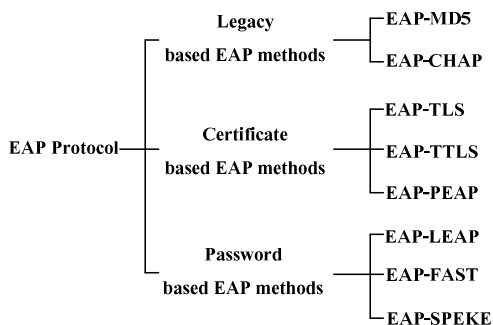 EAP Protocol
Legacy
based EAP methods
EAP-MD5
EAP-CHAP
Certificate
based EAP methods
EAP-TLS
EAP-TTLS
EAP-PEAP
Password
based EAP methods
EAP-LEAP
EAP-FAST
EAP-SPEKE